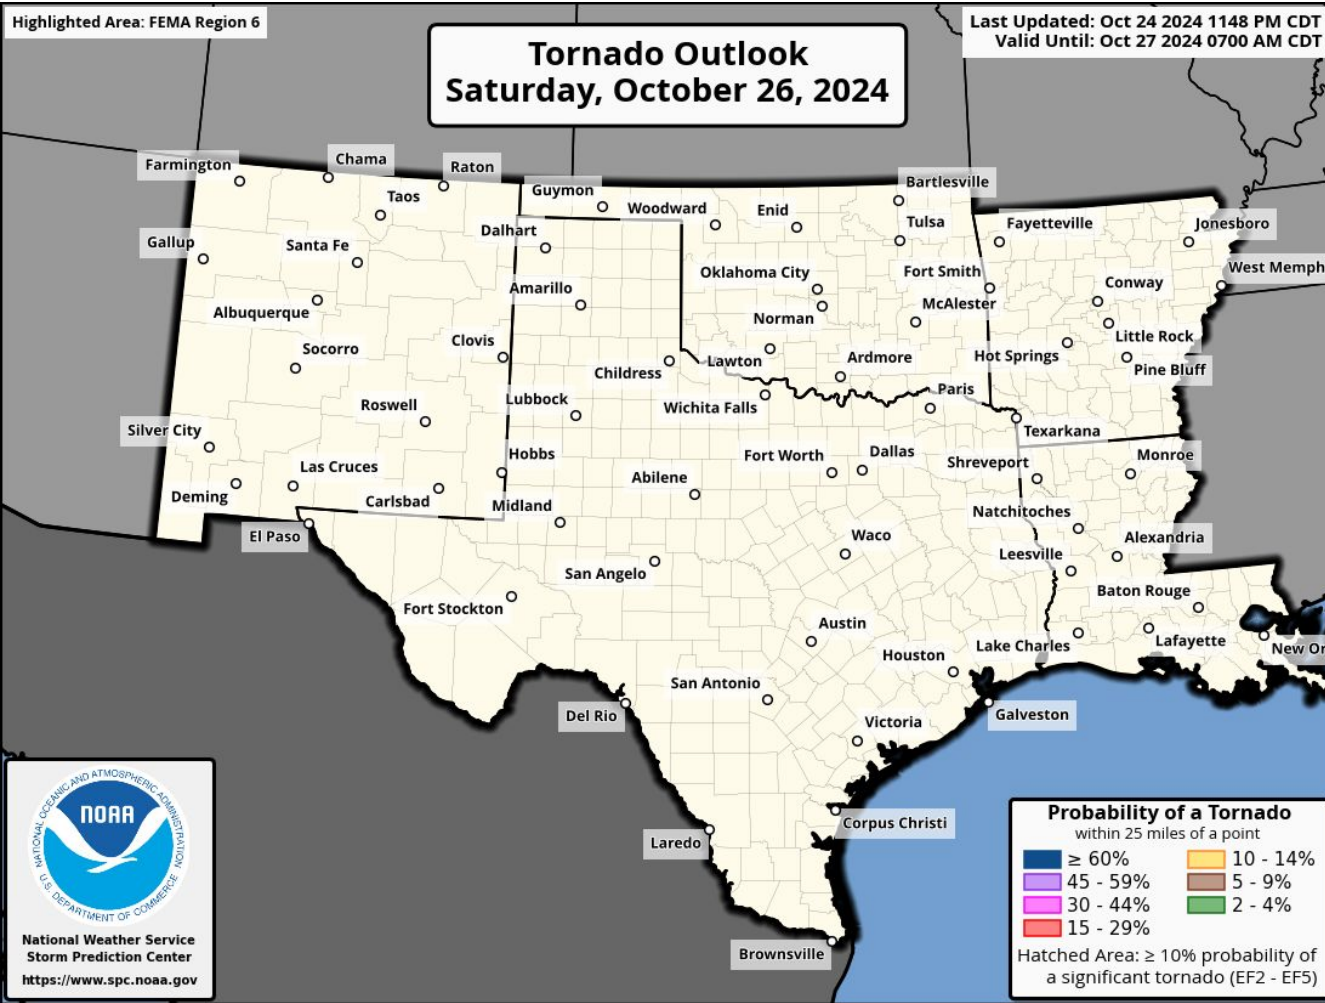 Highlighted Area: FEMA Region 6
Tornado Outlook
Saturday, October 26, 2024
Last Updated: Oct 24 2024 1148 PM CDT
Valid Until: Oct 27 2024 0700 AM CDT
Farmington
Chama
Raton
Taos
Guymon
Woodward
Enid
Bartlesville
Tulsa
Fayetteville
Jonesboro
Gallup
Santa Fe
Dalhart
Oklahoma City
Fort Smith
West Memph
Conway
Albuquerque
Amarillo
Norman
McAlester
Little Rock
Socorro
Clovis
Childress
Lawton
Ardmore
Hot Springs
Pine Bluff
Roswell
Lubbock
Wichita Falls
Paris
Texarkana
Silver City
Las Cruces
Hobbs
Abilene
Fort Worth
Dallas
Shreveport
Monroe
Deming
Carlsbad
Midland
Natchitoches
El Paso
San Angelo
Waco
Leesville
Alexandria
Fort Stockton
Austin
Baton Rouge
Houston
Lake Charles
Lafayette
New Or
San Antonio
Del Rio
Victoria
Galveston
Laredo
Corpus Christi
Brownsville
NATIONAL OCEANIC AND ATMOSPHERIC ADMINISTRATION
NOAA
U.S. DEPARTMENT OF COMMERCE
National Weather Service
Storm Prediction Center
https://www.spc.noaa.gov
Probability of a Tornado
within 25 miles of a point
≥ 60%
45 - 59%
30 - 44%
15 - 29%
10 - 14%
5 - 9%
2 - 4%
Hatched Area: ≥ 10% probability of
a significant tornado (EF2 - EF5)